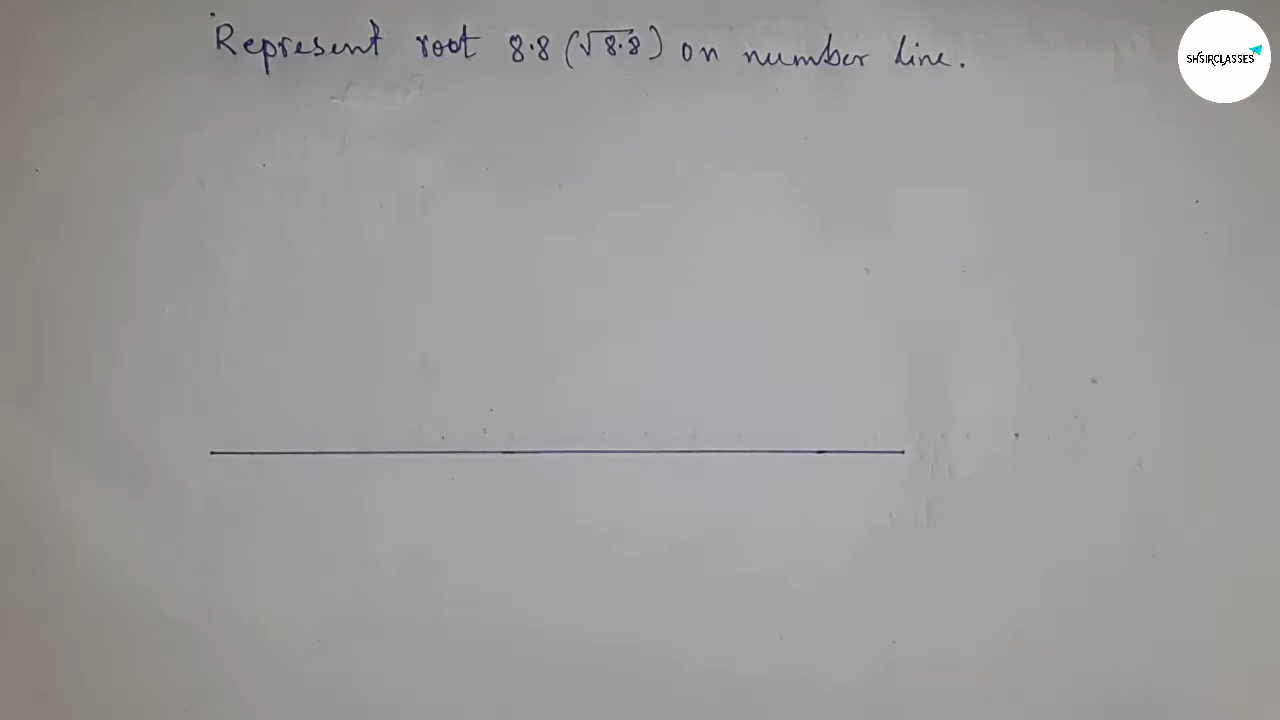 Represent root 8.8 (√8.8) on number line.
SHSIRCLASSES